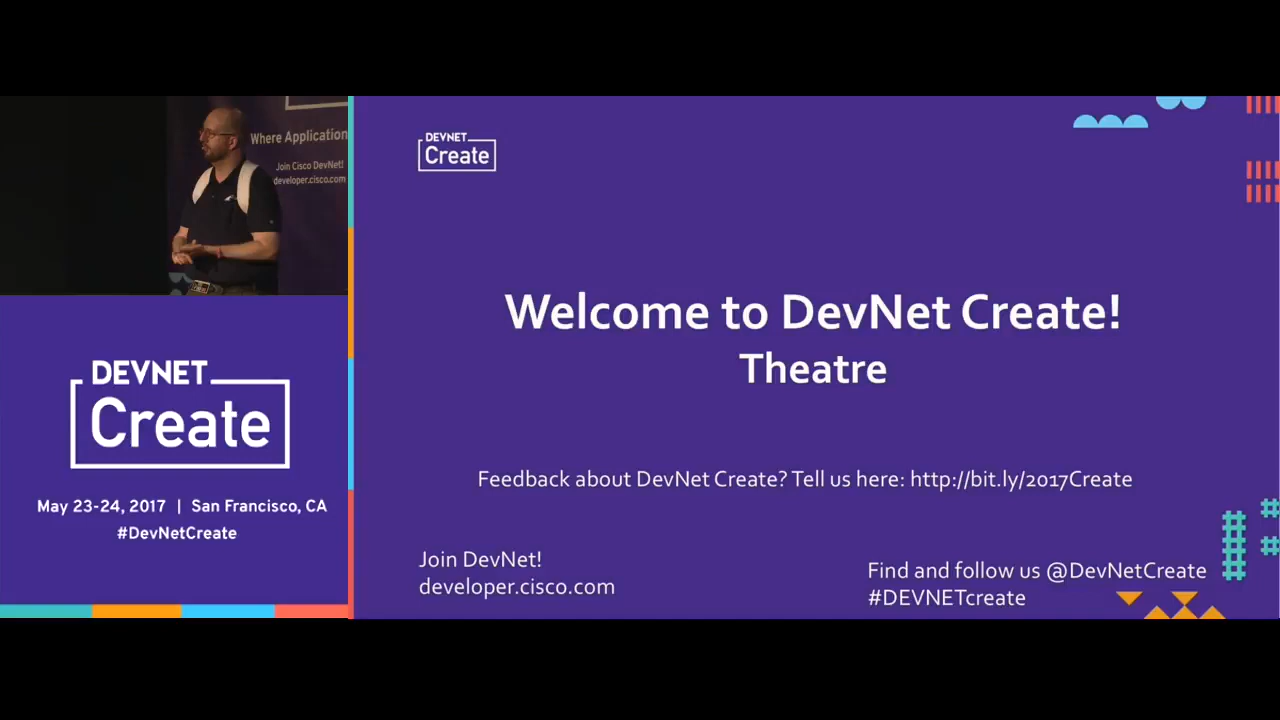 Where Application
Join Cisco DevNet!
developer.cisco.com
DEVNET
Create
May 23-24, 2017 | San Francisco, CA
#DevNetCreate
DEVNET
Create
Welcome to DevNet Create!
Theatre
Feedback about DevNet Create? Tell us here: http://bit.ly/2017Create
Join DevNet!
developer.cisco.com
Find and follow us @DevNetCreate
#DEVNETcreate